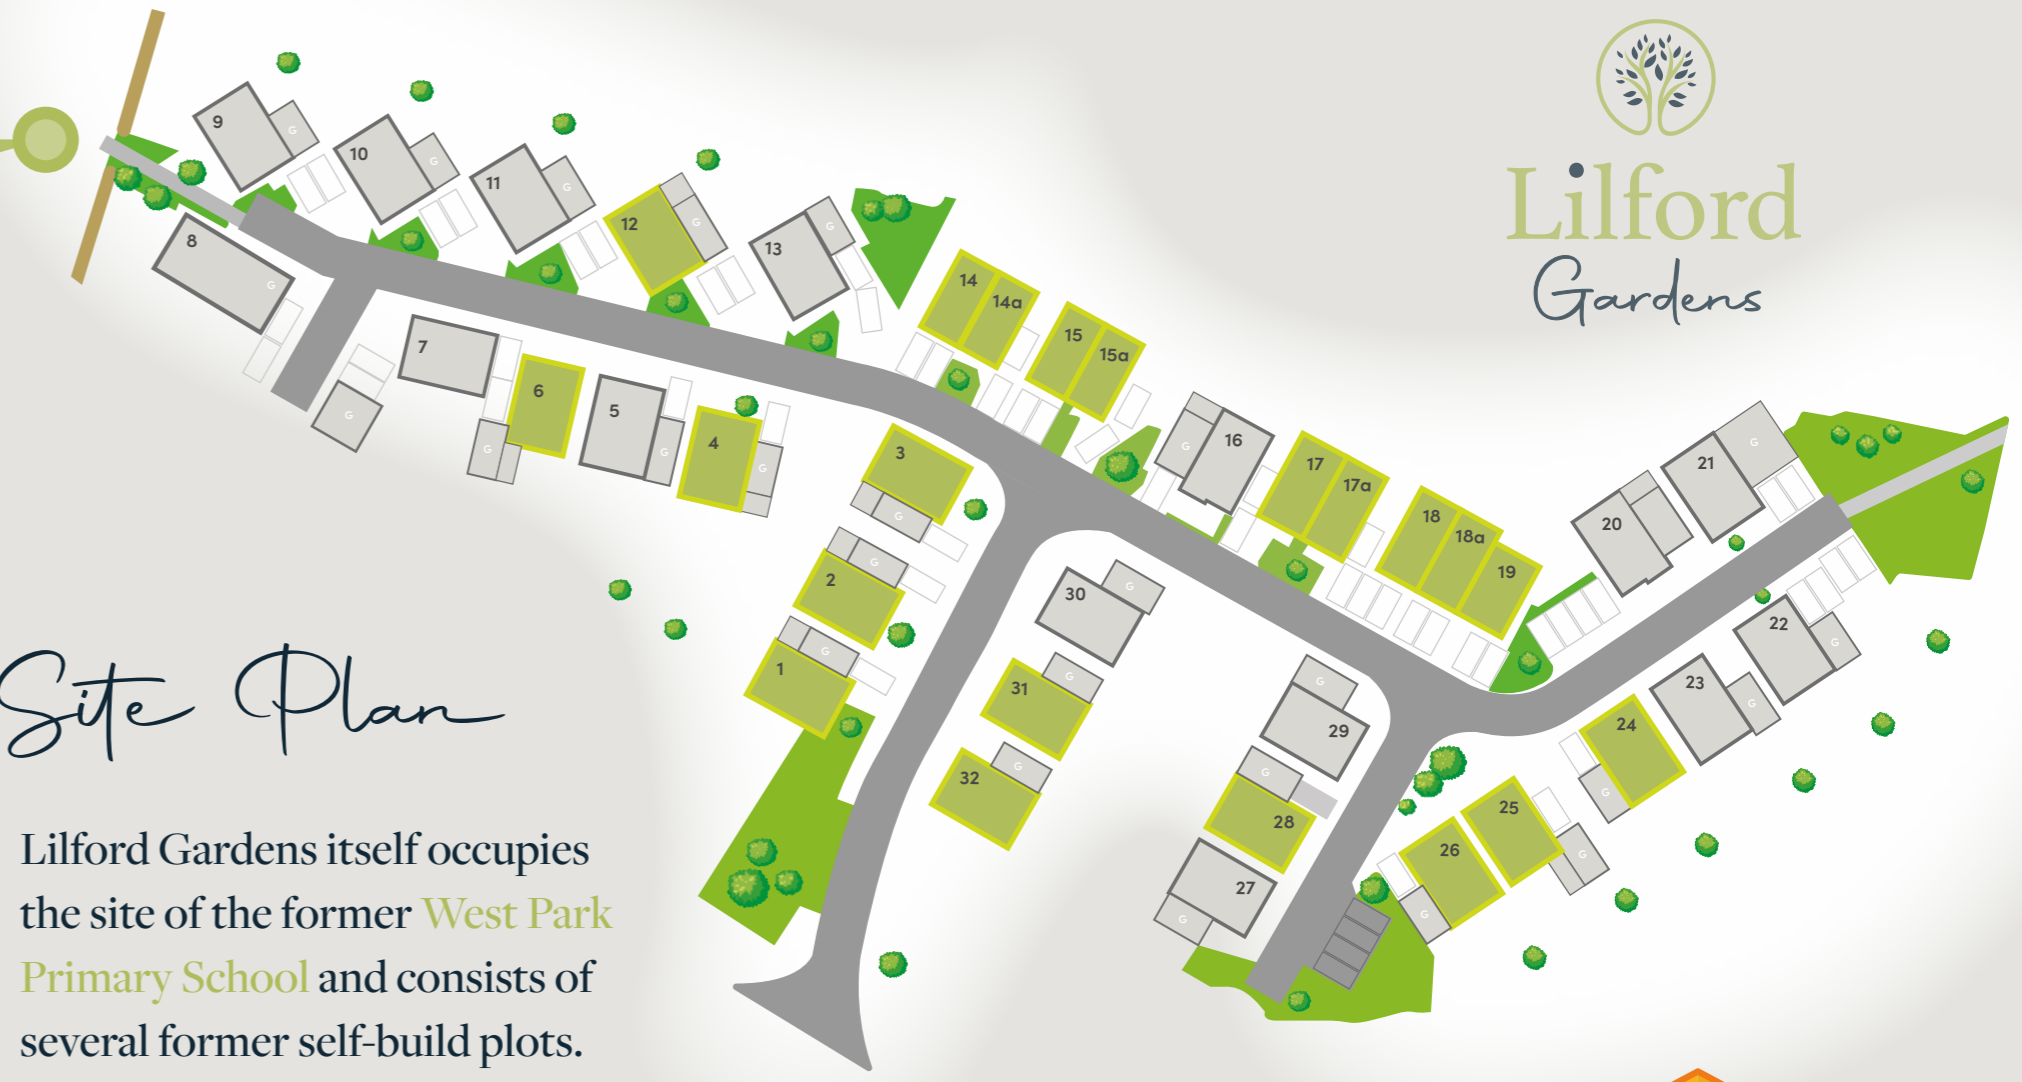 Lilford
Gardens
9
G
10
G
11
G
12
G
13
G
8
G
7
G
6
G
5
G
4
G
14
14a
15
15a
3
G
2
G
1
G
16
G
17
17a
18
18a
19
20
21
G
22
G
23
G
24
G
25
G
26
G
30
G
31
G
32
G
29
G
28
G
27
G
Site Plan
Lilford Gardens itself occupies
the site of the former West Park
Primary School and consists of
several former self-build plots.